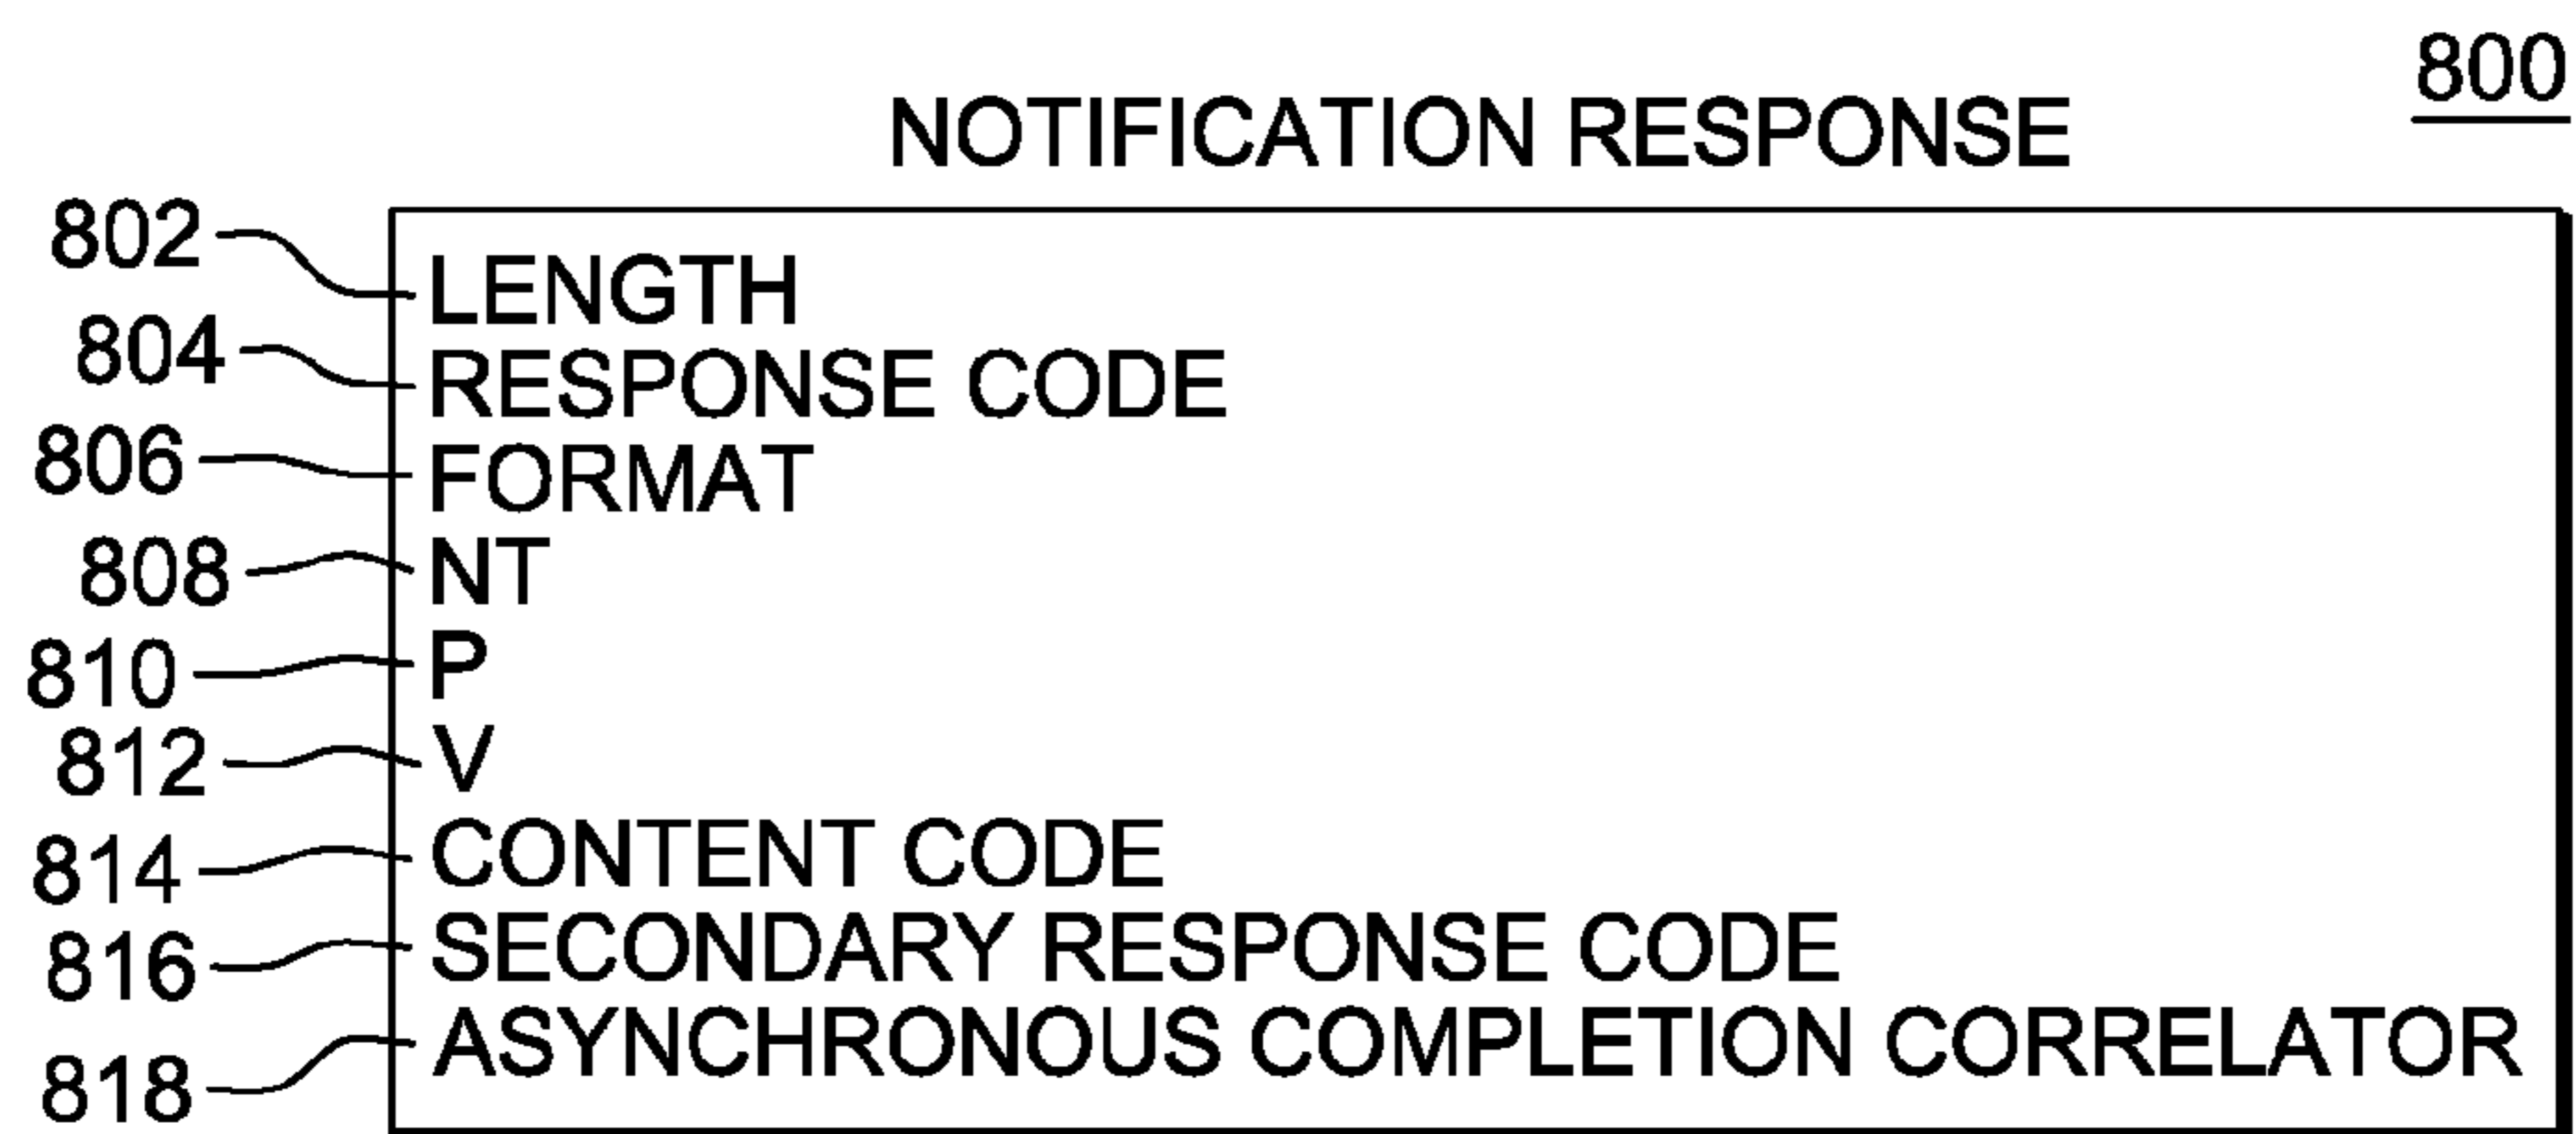 800
NOTIFICATION RESPONSE
802 LENGTH
804 RESPONSE CODE
806 FORMAT
808 NT
810 P
812 V
814 CONTENT CODE
816 SECONDARY RESPONSE CODE
818 ASYNCHRONOUS COMPLETION CORRELATOR